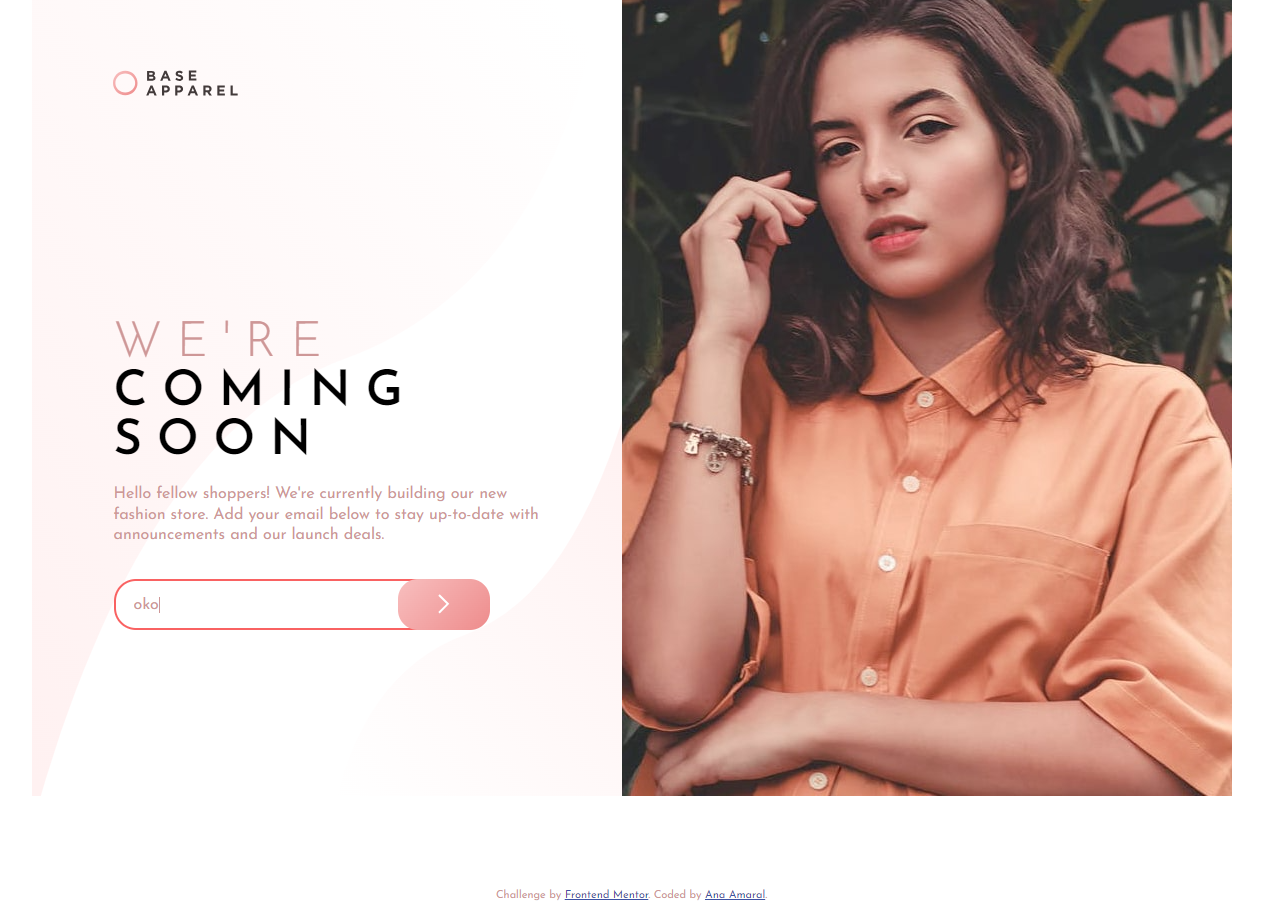 BASE
APPAREL
WE'RE
COMING
SOON
Hello fellow shoppers! We're currently building our new
fashion store. Add your email below to stay up-to-date with
announcements and our launch deals.
oko
Challenge by Frontend Mentor. Coded by Ana Amaral.